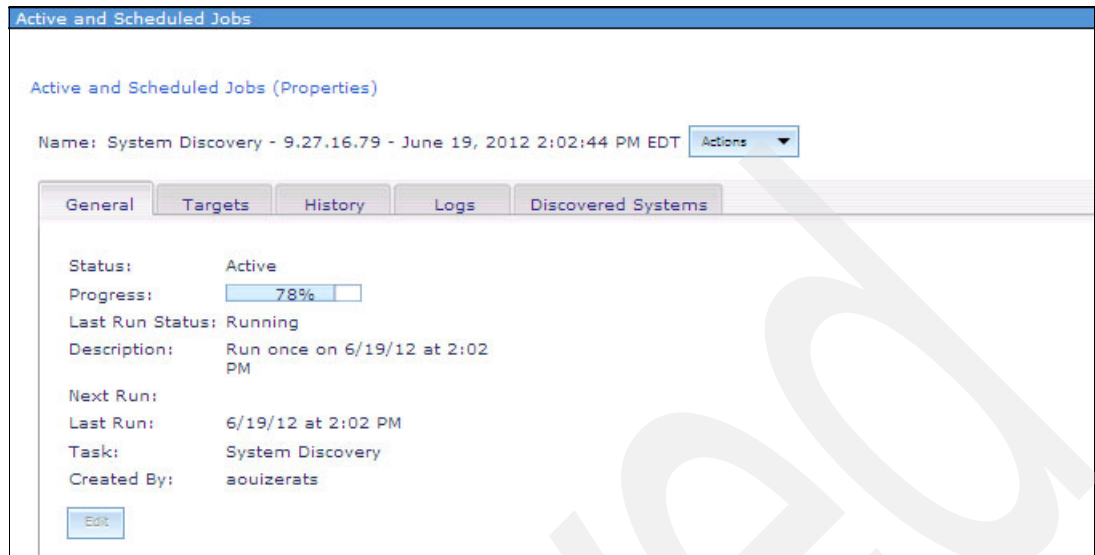 Active and Scheduled Jobs
Active and Scheduled Jobs (Properties)
Name: System Discovery - 9.27.16.79 - June 19, 2012 2:02:44 PM EDT Actions
General Targets History Logs Discovered Systems
Status: Active
Progress: 78%
Last Run Status: Running
Description: Run once on 6/19/12 at 2:02
PM
Next Run:
Last Run: 6/19/12 at 2:02 PM
Task: System Discovery
Created By: aouizerats
Edit